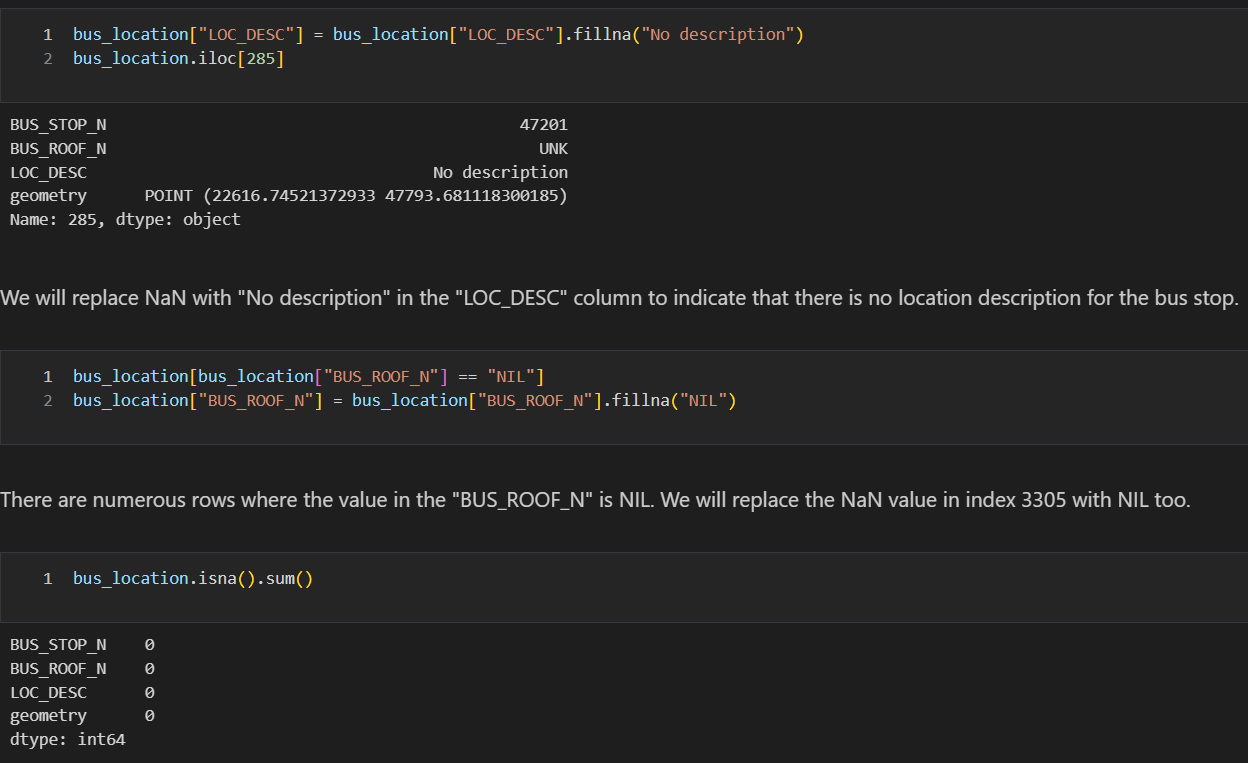 1 bus_location["LOC_DESC"] = bus_location["LOC_DESC"].fillna("No description")
2 bus_location.iloc[285]
BUS_STOP_N 47201
BUS_ROOF_N UNK
LOC_DESC No description
geometry POINT (22616.74521372933 47793.681118300185)
Name: 285, dtype: object
We will replace NaN with "No description" in the "LOC_DESC" column to indicate that there is no location description for the bus stop.
1 bus_location[bus_location["BUS_ROOF_N"] == "NIL"]
2 bus_location["BUS_ROOF_N"] = bus_location["BUS_ROOF_N"].fillna("NIL")
There are numerous rows where the value in the "BUS_ROOF_N" is NIL. We will replace the NaN value in index 3305 with NIL too.
1 bus_location.isna().sum()
BUS_STOP_N 0
BUS_ROOF_N 0
LOC_DESC 0
geometry 0
dtype: int64